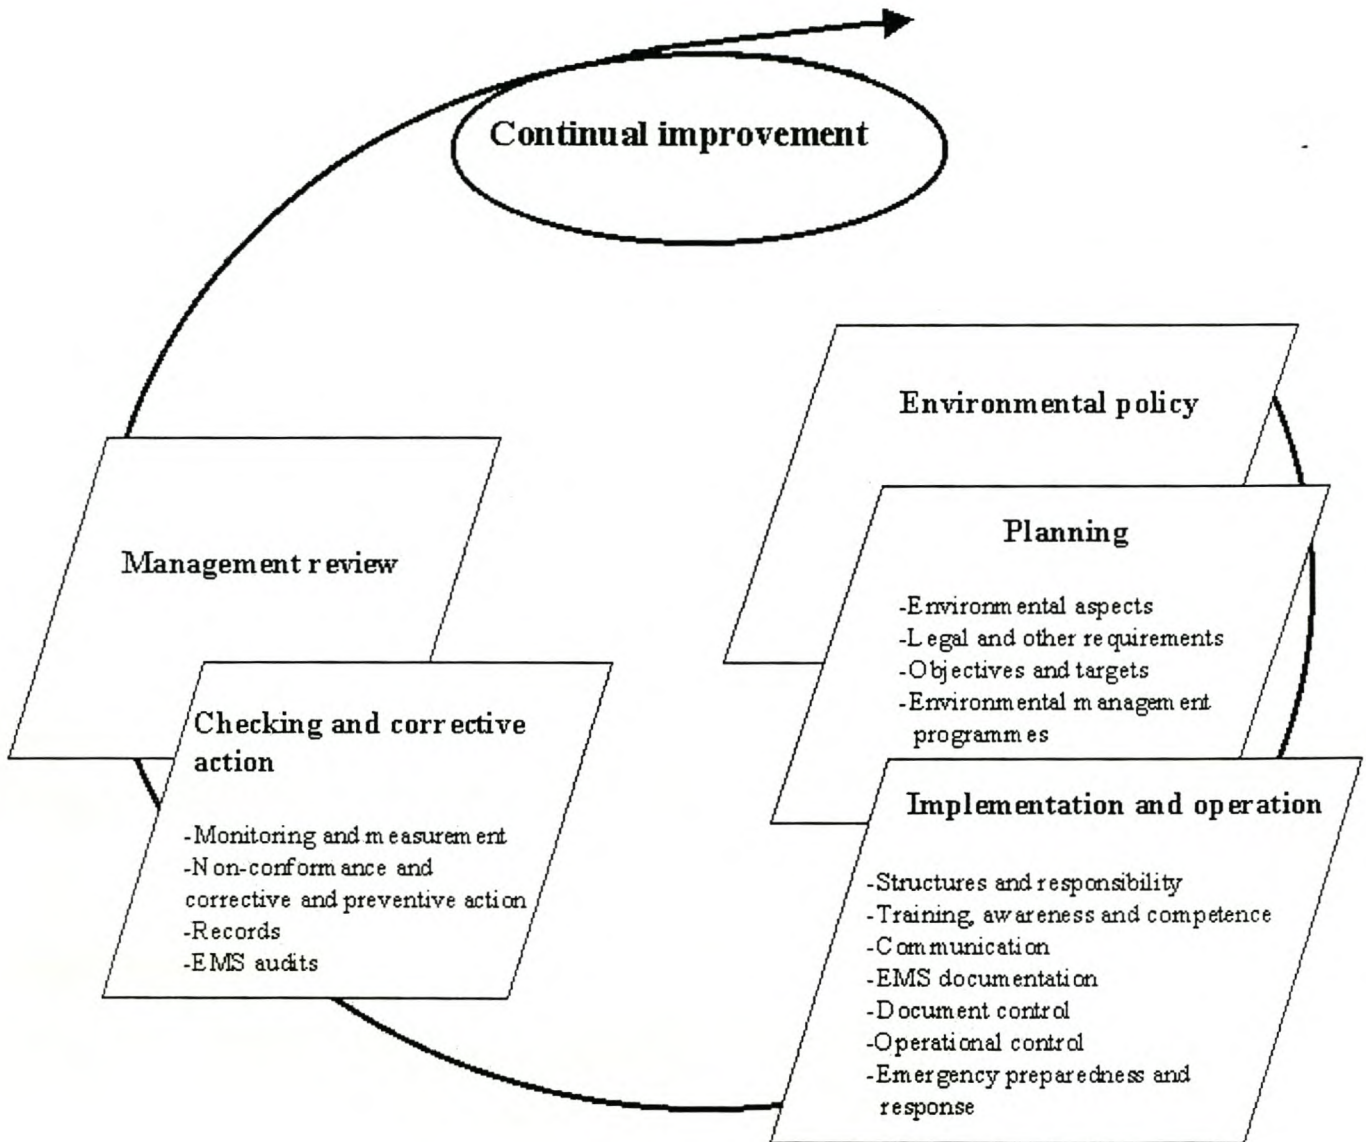 Continual improvement
Environmental policy
Planning
-Environmental aspects
-Legal and other requirements
-Objectives and targets
-Environmental management
programmes
Implementation and operation
-Structures and responsibility
-Training, awareness and competence
-Communication
-EMS documentation
-Document control
-Operational control
-Emergency preparedness and
response
Checking and corrective
action
-Monitoring and measurement
-Non-conformance and
corrective and preventive action
-Records
-EMS audits
Management review